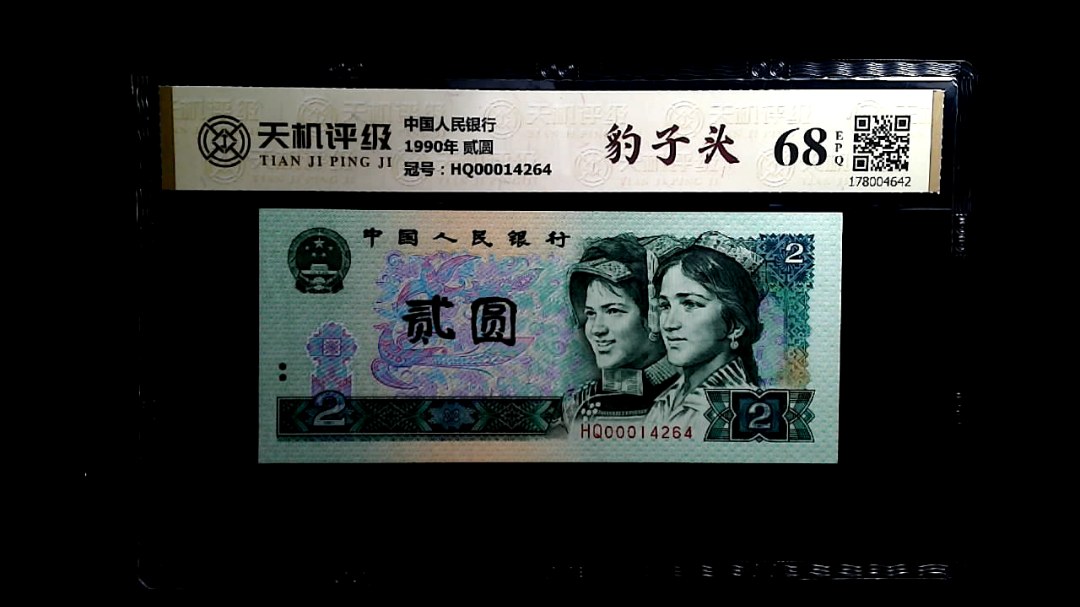 天机评级
TIAN JI PING JI
中国人民银行
1990年 贰圆
冠号：HQ00014264
豹子头
68
EPQ
178004642
中国人民银行
2
贰圆
2
HQ00014264
2